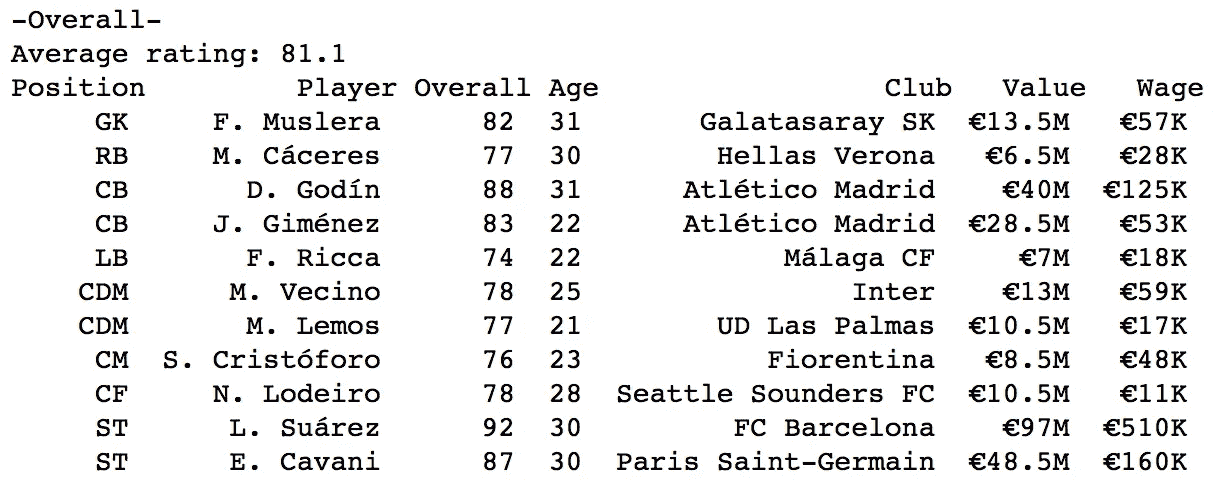 -Overall-
Average rating: 81.1
Position Player Overall Age Club Value Wage
GK F. Muslera 82 31 Galatasaray SK €13.5M €57K
RB M. Cáceres 77 30 Hellas Verona €6.5M €28K
CB D. Godín 88 31 Atlético Madrid €40M €125K
CB J. Giménez 83 22 Atlético Madrid €28.5M €53K
LB F. Ricca 74 22 Málaga CF €7M €18K
CDM M. Vecino 78 25 Inter €13M €59K
CDM M. Lemos 77 21 UD Las Palmas €10.5M €17K
CM S. Cristóforo 76 23 Fiorentina €8.5M €48K
CF N. Lodeiro 78 28 Seattle Sounders FC €10.5M €11K
ST L. Suárez 92 30 FC Barcelona €97M €510K
ST E. Cavani 87 30 Paris Saint-Germain €48.5M €160K